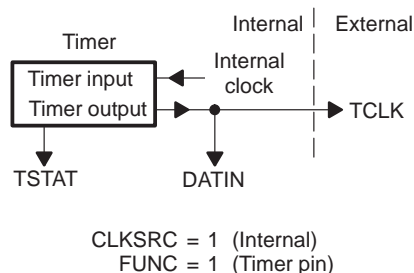 Internal External
Timer
Timer input
Internal
clock
Timer output
TCLK
TSTAT
DATIN
CLKSRC = 1 (Internal)
FUNC = 1 (Timer pin)